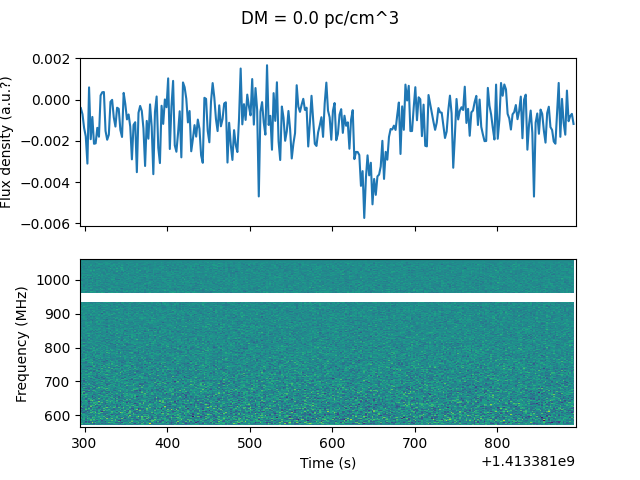 DM = 0.0 pc/cm^3
Flux density (a.u.?)
0.002
0.000
−0.002
−0.004
−0.006
Frequency (MHz)
1000
900
800
700
600
300 400 500 600 700 800
Time (s)
+1.413381e9